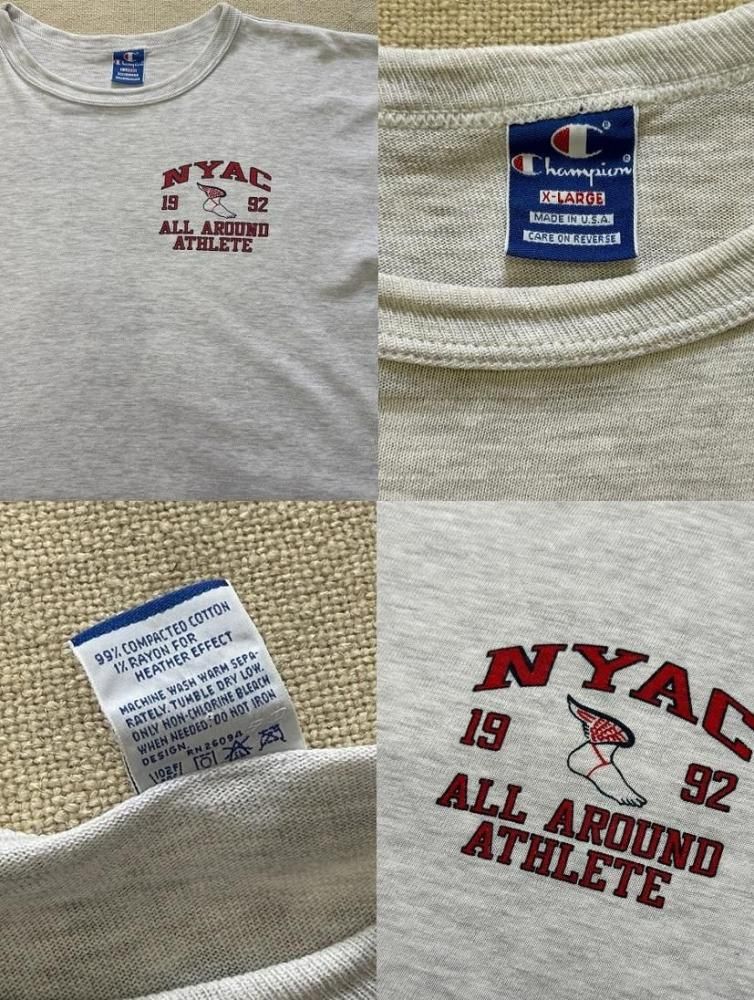 Champion
NYAC
19 92
ALL AROUND
ATHLETE
C
Champion
X-LARGE
MADE IN U.S.A.
CARE ON REVERSE
99% COMPACTED COTTON
1% RAYON FOR
HEATHER EFFECT
MACHINE WASH WARM SEPA-
RATELY. TUMBLE DRY LOW.
ONLY NON-CHLORINE BLEACH
WHEN NEEDED. DO NOT IRON
DESIGN. RN26094
NYAC
19 92
ALL AROUND
ATHLETE